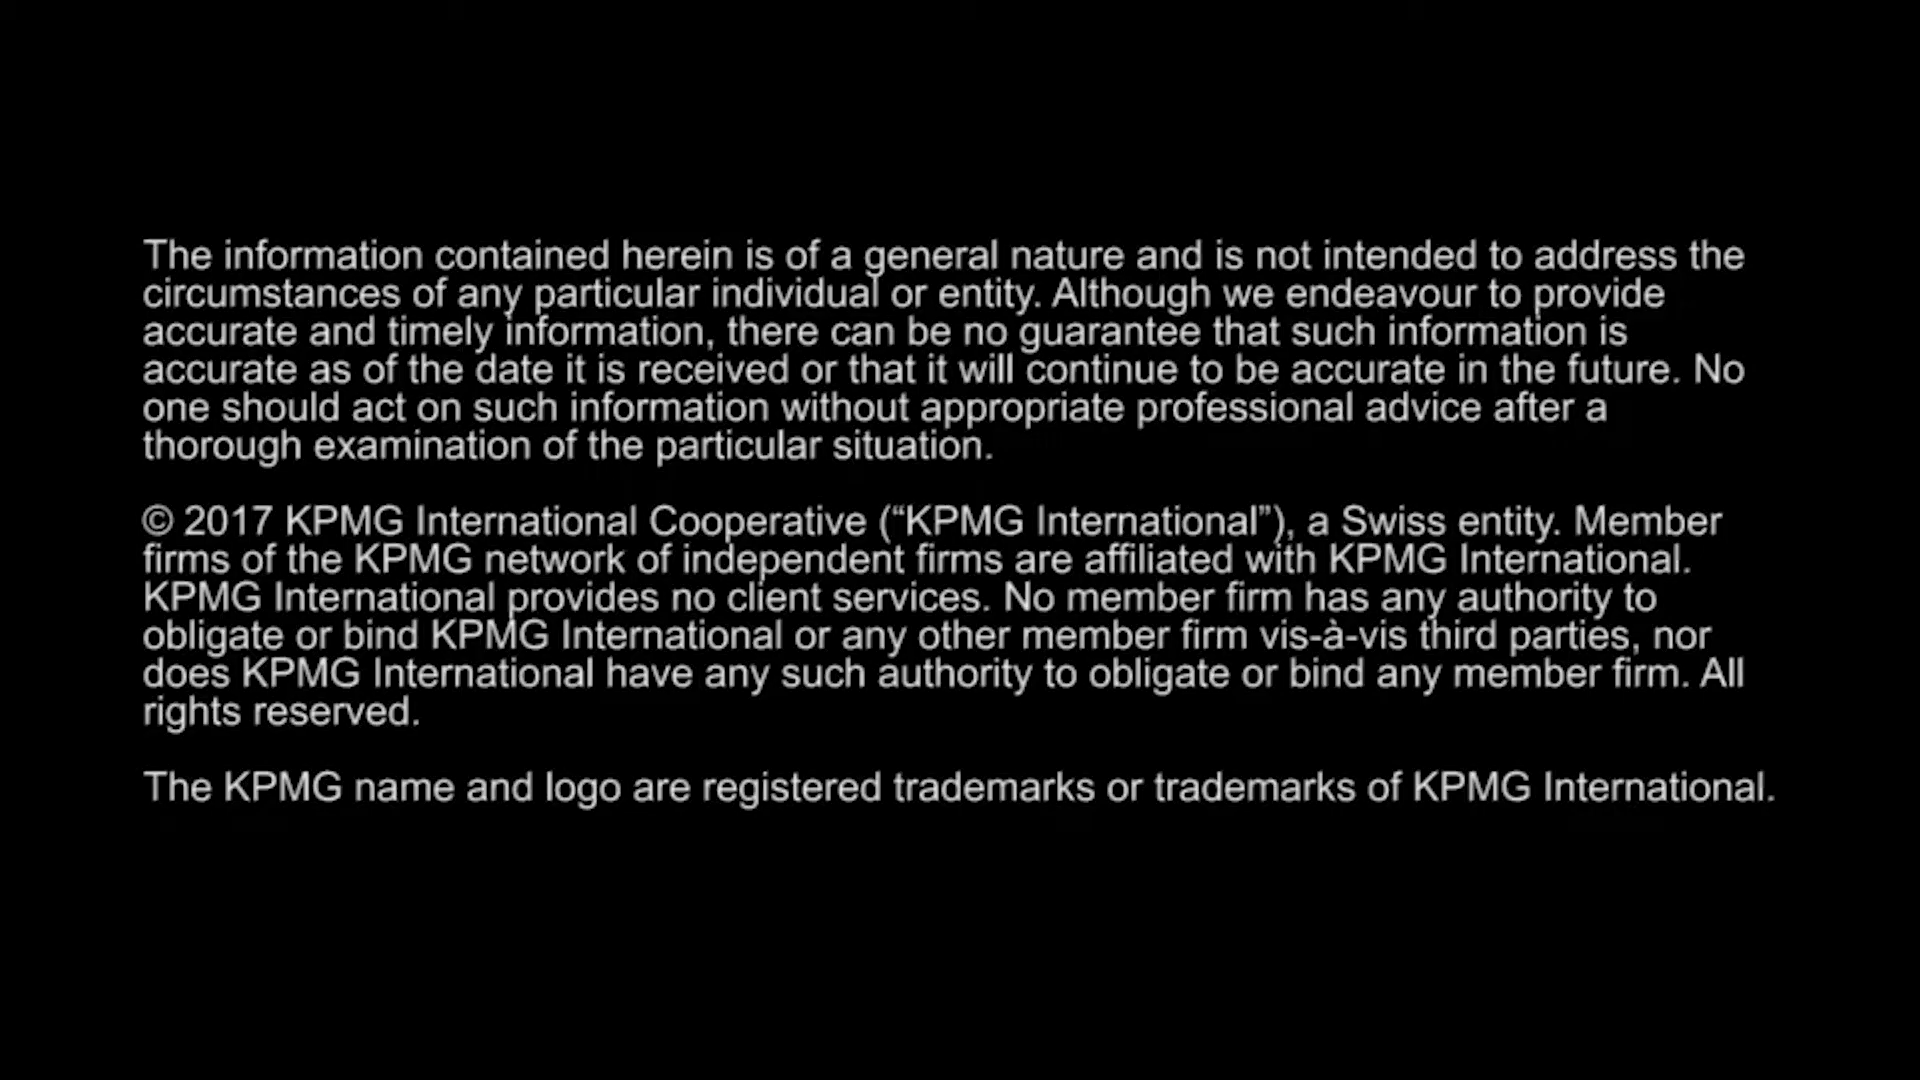 The information contained herein is of a general nature and is not intended to address the
circumstances of any particular individual or entity. Although we endeavour to provide
accurate and timely information, there can be no guarantee that such information is
accurate as of the date it is received or that it will continue to be accurate in the future. No
one should act on such information without appropriate professional advice after a
thorough examination of the particular situation.
© 2017 KPMG International Cooperative (“KPMG International”), a Swiss entity. Member
firms of the KPMG network of independent firms are affiliated with KPMG International.
KPMG International provides no client services. No member firm has any authority to
obligate or bind KPMG International or any other member firm vis-à-vis third parties, nor
does KPMG International have any such authority to obligate or bind any member firm. All
rights reserved.
The KPMG name and logo are registered trademarks or trademarks of KPMG International.